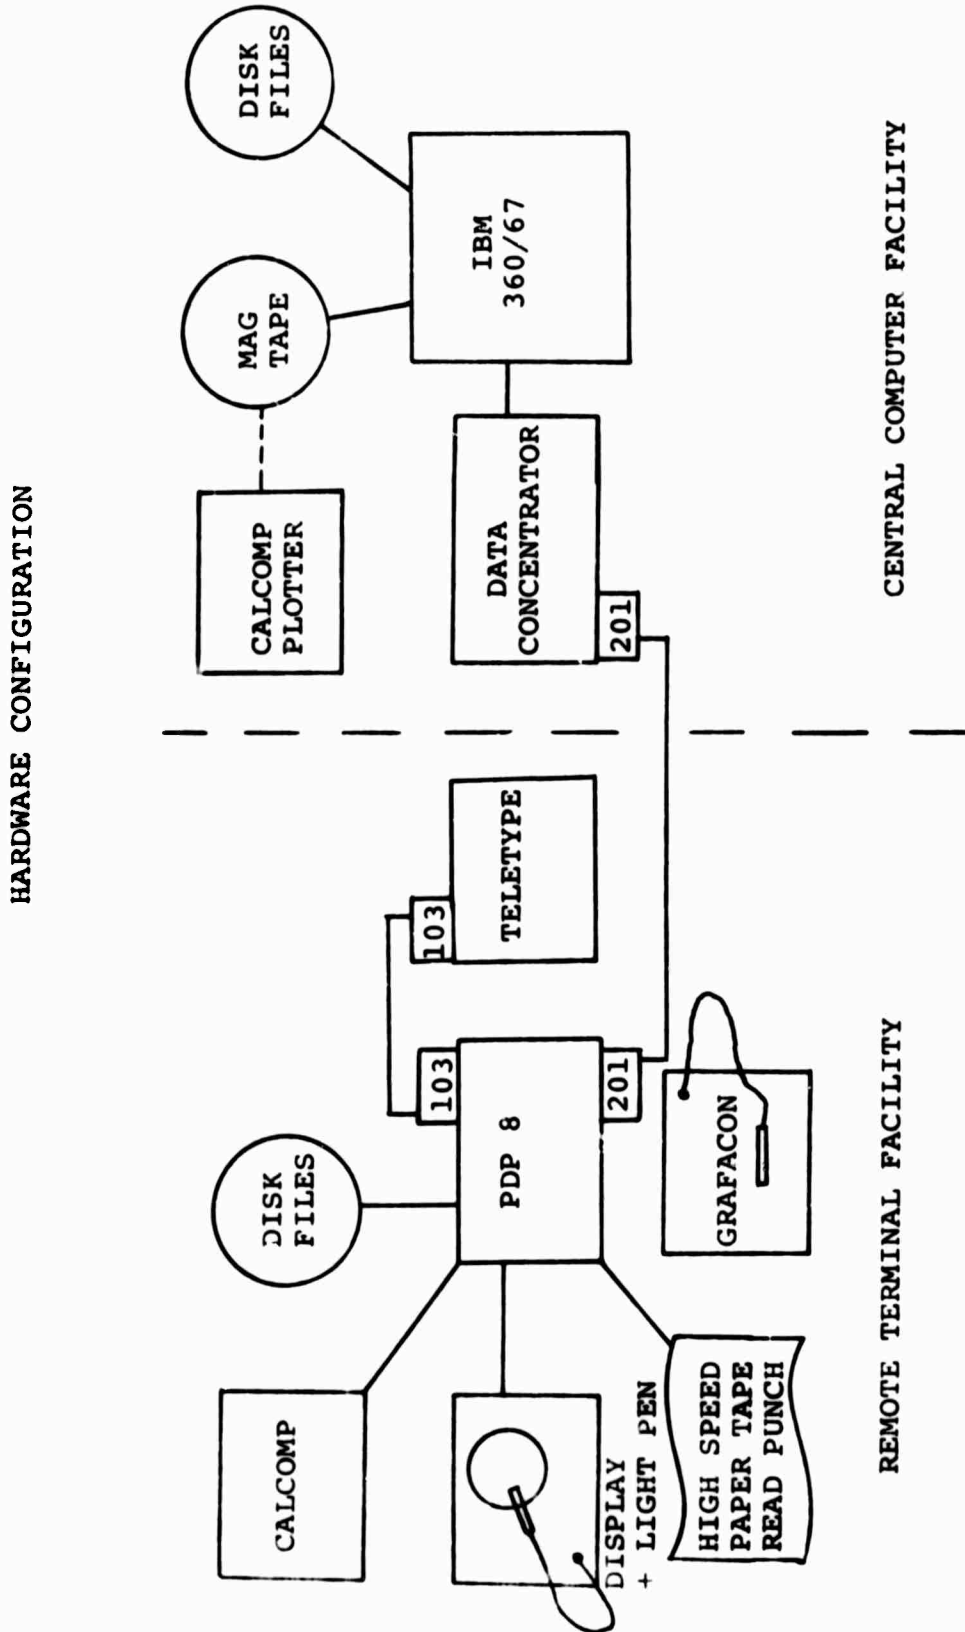 HARDWARE CONFIGURATION
CALCOMP
DISK
FILES
CALCOMP
PLOTTER
MAG
TAPE
DISK
FILES
103
103
DISPLAY
+ LIGHT PEN
PDP 8
TELETYPE
DATA
CONCENTRATOR
IBM
360/67
201
201
HIGH SPEED
PAPER TAPE
READ PUNCH
GRAFACON
REMOTE TERMINAL FACILITY
CENTRAL COMPUTER FACILITY